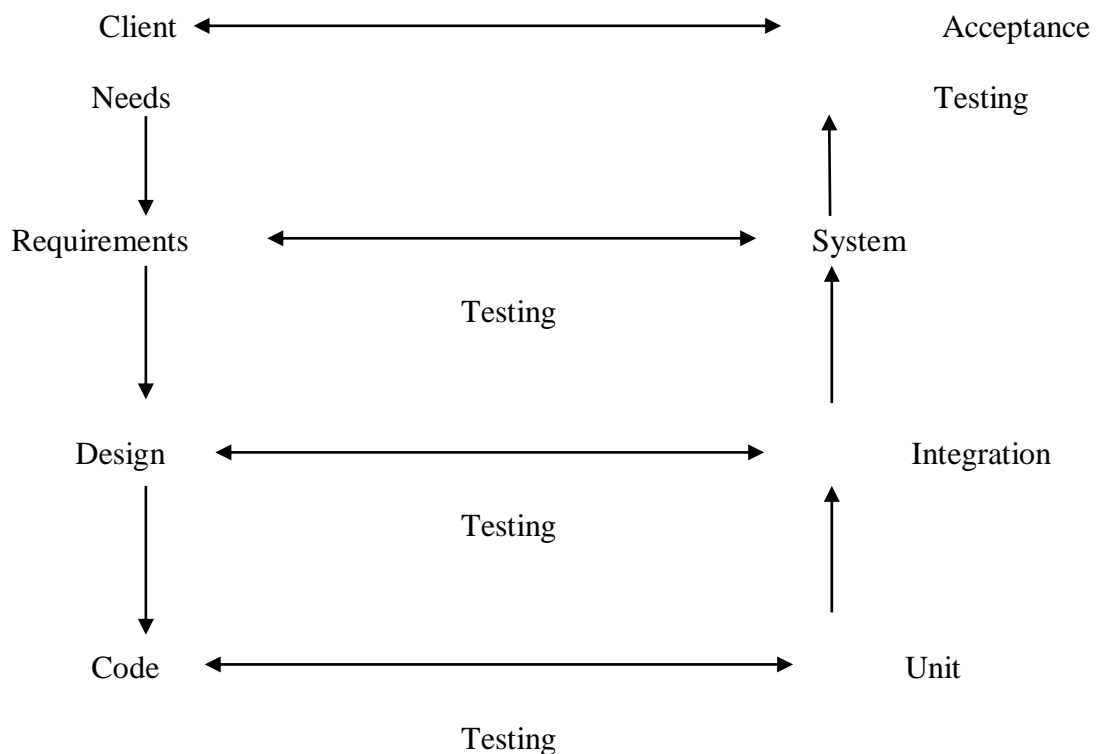 Client Acceptance
Needs Testing
Requirements System
Testing
Design Integration
Testing
Code Unit
Testing